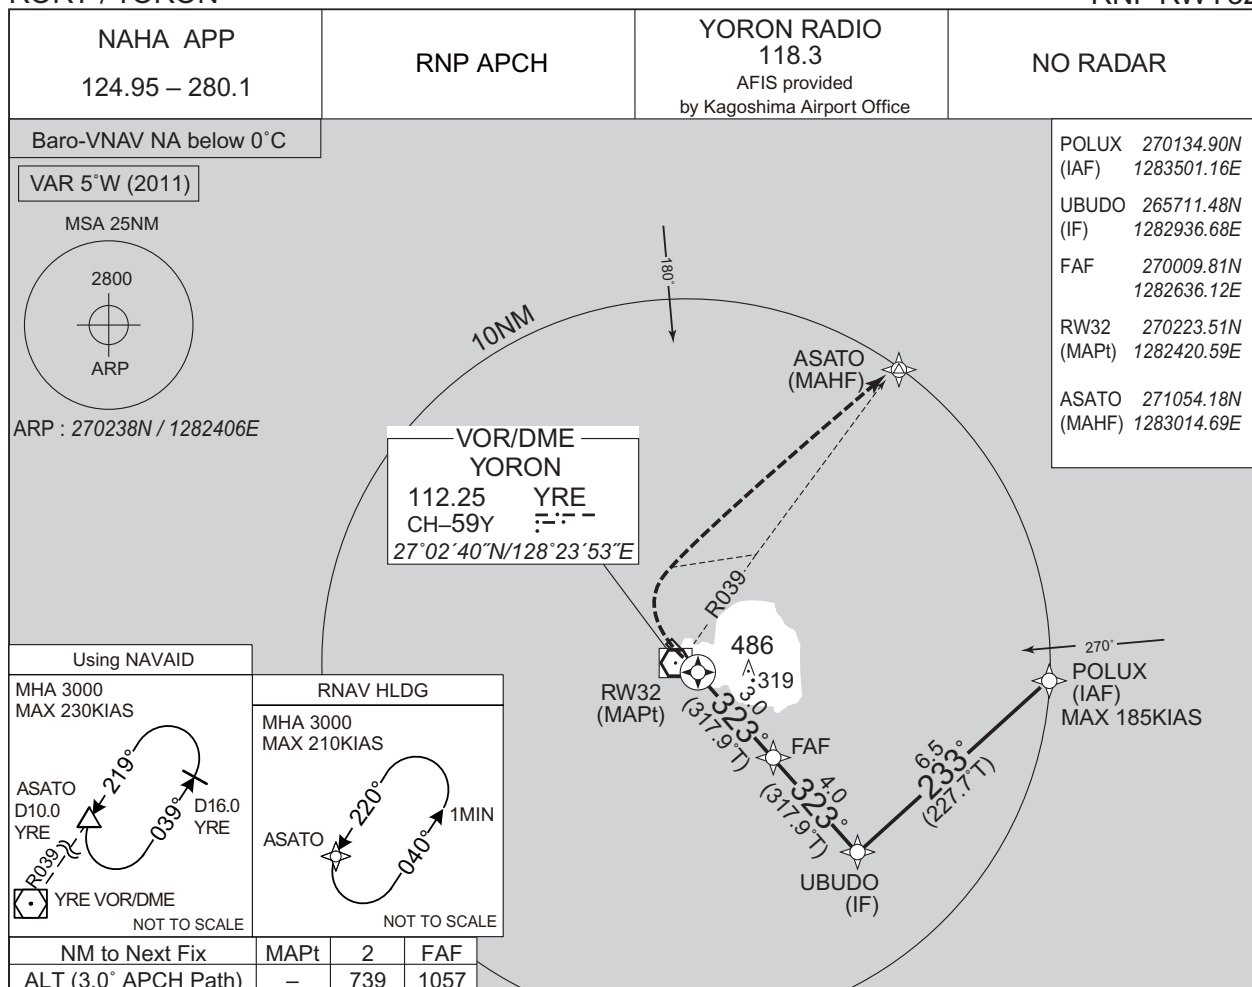 NAHA APP
124.95 – 280.1
RNP APCH
YORON RADIO
118.3
AFIS provided
by Kagoshima Airport Office
NO RADAR
Baro-VNAV NA below 0˚C
VAR 5˚W (2011)
MSA 25NM
2800
ARP
ARP : 270238N / 1282406E
POLUX 270134.90N
(IAF) 1283501.16E
UBUDO 265711.48N
(IF) 1282936.68E
FAF 270009.81N
1282636.12E
RW32 270223.51N
(MAPt) 1282420.59E
ASATO 271054.18N
(MAHF) 1283014.69E
180˚
10NM
ASATO
(MAHF)
VOR/DME
YORON
112.25 YRE
CH–59Y
27˚02´40˝N/128˚23´53˝E
R039
486
319
270˚
RW32
(MAPt)
3.0
323˚
(317.9˚T)
FAF
4.0
323˚
(317.9˚T)
UBUDO
(IF)
6.5
233˚
(227.7˚T)
POLUX
(IAF)
MAX 185KIAS
Using NAVAID
MHA 3000
MAX 230KIAS
219°
039°
ASATO
D10.0
YRE
D16.0
YRE
R039
YRE VOR/DME
NOT TO SCALE
RNAV HLDG
MHA 3000
MAX 210KIAS
220°
040°
1MIN
ASATO
NOT TO SCALE
NM to Next Fix MAPt 2 FAF
ALT (3.0˚ APCH Path) – 739 1057